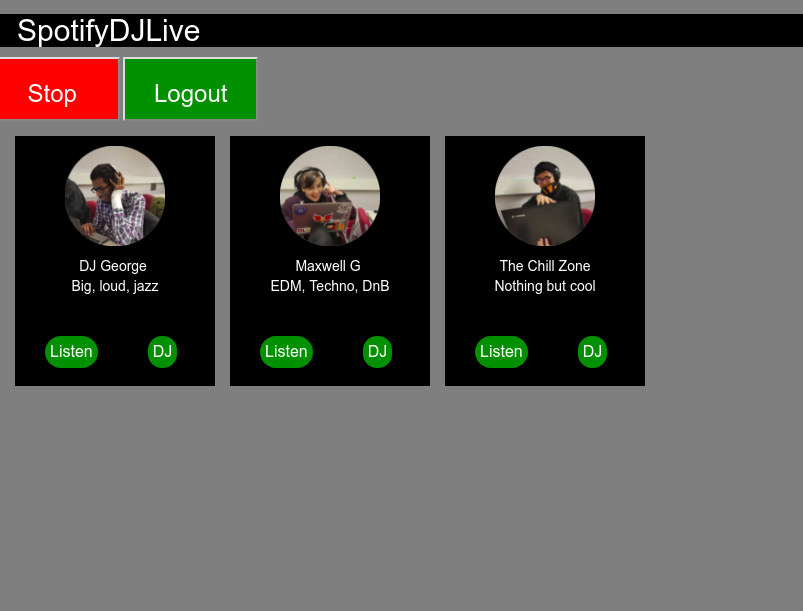 SpotifyDJLive
Stop
Logout
DJ George
Big, loud, jazz
Listen
DJ
Maxwell G
EDM, Techno, DnB
Listen
DJ
The Chill Zone
Nothing but cool
Listen
DJ